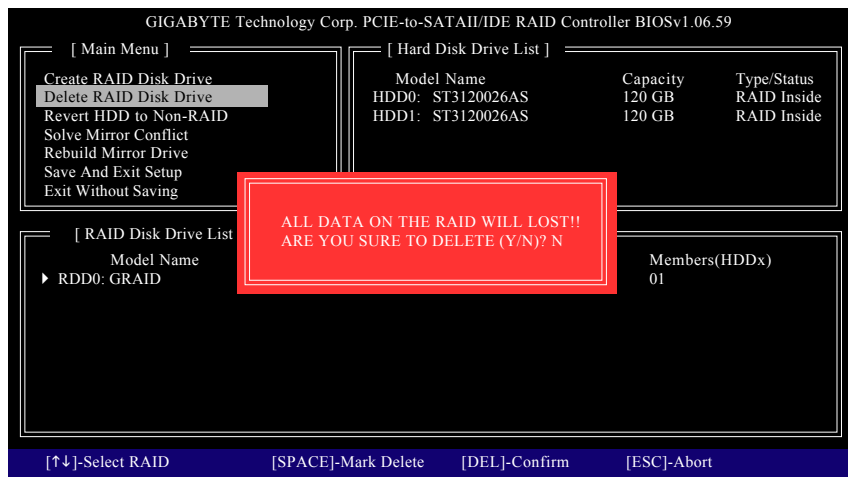 GIGABYTE Technology Corp. PCIE-to-SATAII/IDE RAID Controller BIOSv1.06.59
[ Main Menu ]
Create RAID Disk Drive
Delete RAID Disk Drive
Revert HDD to Non-RAID
Solve Mirror Conflict
Rebuild Mirror Drive
Save And Exit Setup
Exit Without Saving
[ Hard Disk Drive List ]
Model Name Capacity Type/Status
HDD0: ST3120026AS 120 GB RAID Inside
HDD1: ST3120026AS 120 GB RAID Inside
ALL DATA ON THE RAID WILL LOST!!
ARE YOU SURE TO DELETE (Y/N)? N
[ RAID Disk Drive List
Model Name Members(HDDx)
RDD0: GRAID 01
[↑↓]-Select RAID [SPACE]-Mark Delete [DEL]-Confirm [ESC]-Abort